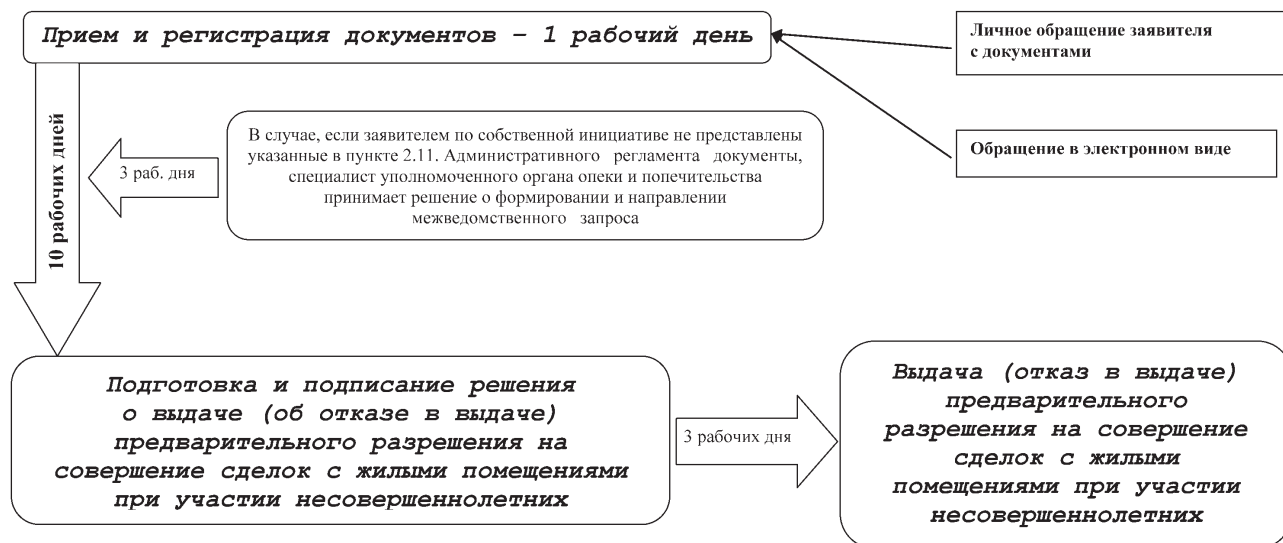 Прием и регистрация документов – 1 рабочий день
Личное обращение заявителя
с документами
Обращение в электронном виде
10 рабочих дней
3 раб. дня
В случае, если заявителем по собственной инициативе не представлены
указанные в пункте 2.11. Административного регламента документы,
специалист уполномоченного органа опеки и попечительства
принимает решение о формировании и направлении
межведомственного запроса
Подготовка и подписание решения
о выдаче (об отказе в выдаче)
предварительного разрешения на
совершение сделок с жилыми помещениями
при участии несовершеннолетних
3 рабочих дня
Выдача (отказ в выдаче)
предварительного
разрешения на совершение
сделок с жилыми
помещениями при участии
несовершеннолетних